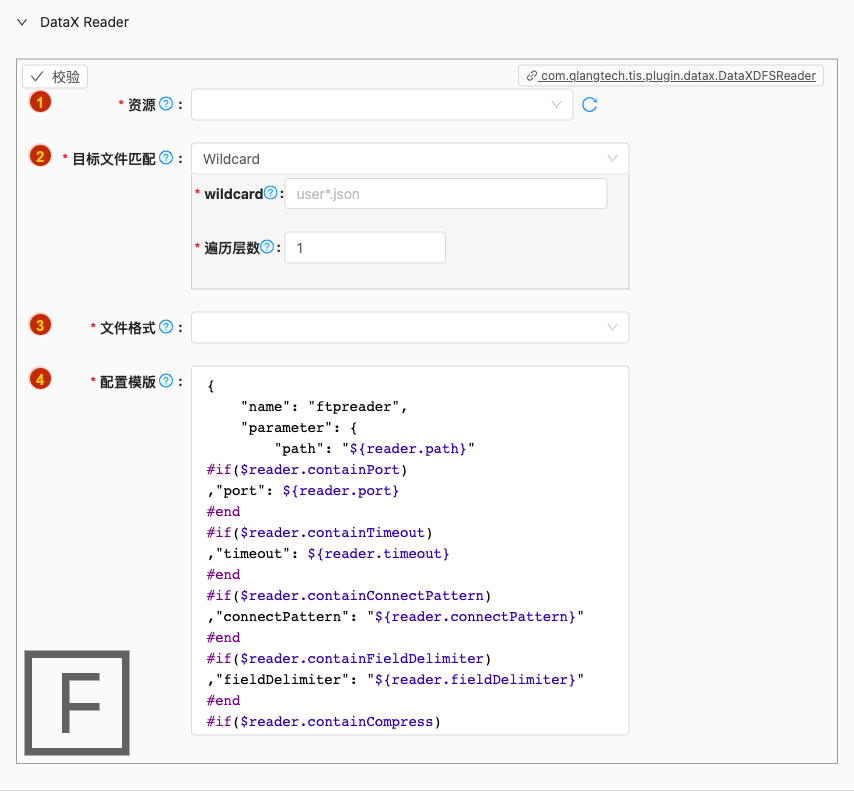 DataX Reader
校验
com.qlangtech.tis.plugin.datax.DataXDFSReader
1 * 资源 :
2 * 目标文件匹配 : Wildcard
* wildcard : user*.json
* 遍历层数 : 1
3 * 文件格式 :
4 * 配置模版 :
{
"name": "ftpreader",
"parameter": {
"path": "${reader.path}"
#if($reader.containPort)
,"port": ${reader.port}
#end
#if($reader.containTimeout)
,"timeout": ${reader.timeout}
#end
#if($reader.containConnectPattern)
,"connectPattern": "${reader.connectPattern}"
#end
#if($reader.containFieldDelimiter)
,"fieldDelimiter": "${reader.fieldDelimiter}"
#end
#if($reader.containCompress)
F